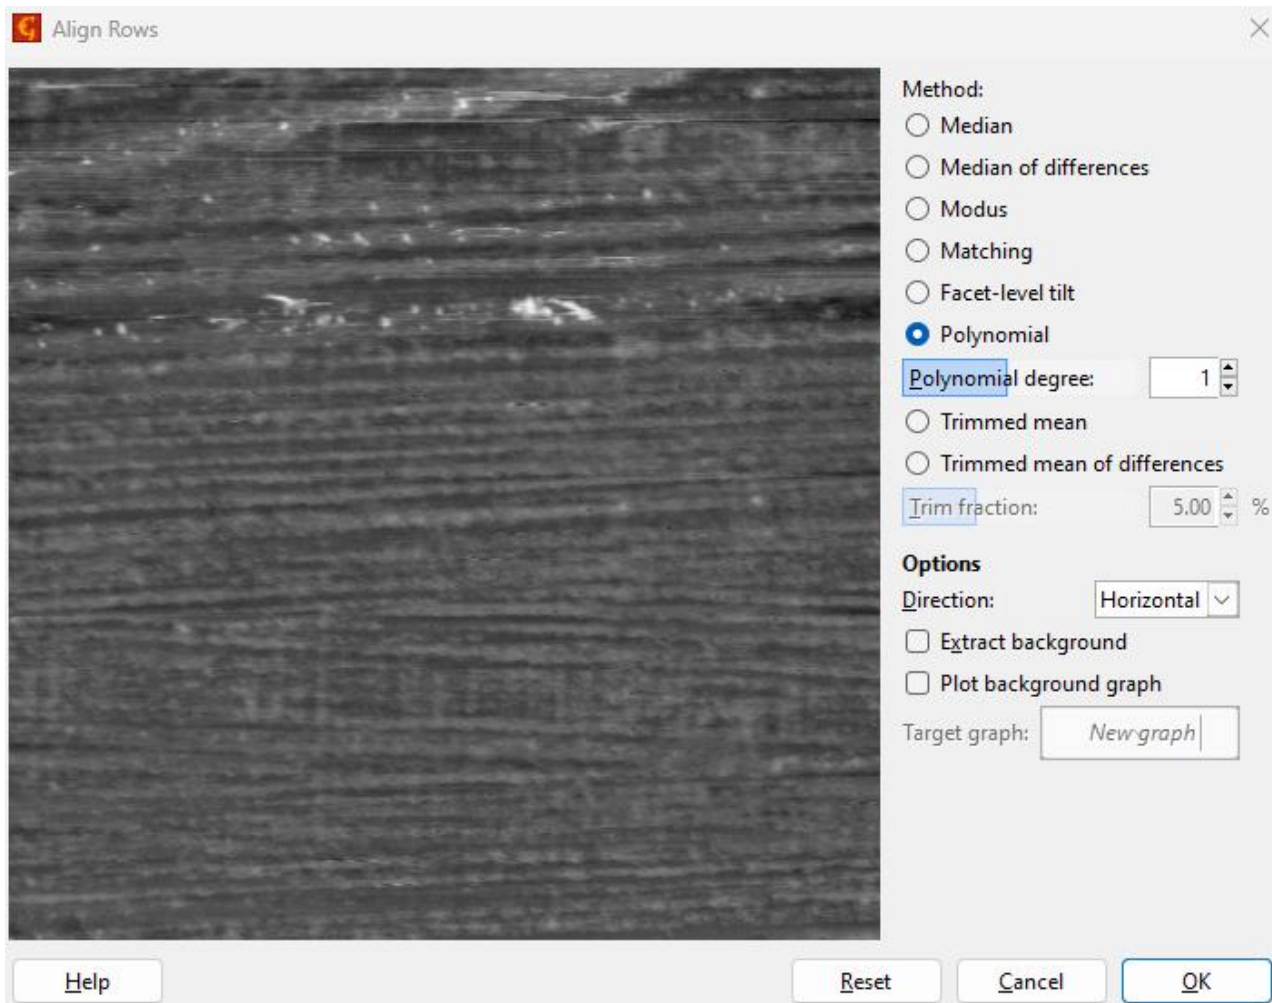 Align Rows
Method:
Median
Median of differences
Modus
Matching
Facet-level tilt
Polynomial
Polynomial degree: 1
Trimmed mean
Trimmed mean of differences
Trim fraction: 5.00 %
Options
Direction: Horizontal
Extract background
Plot background graph
Target graph: New graph
Help Reset Cancel OK